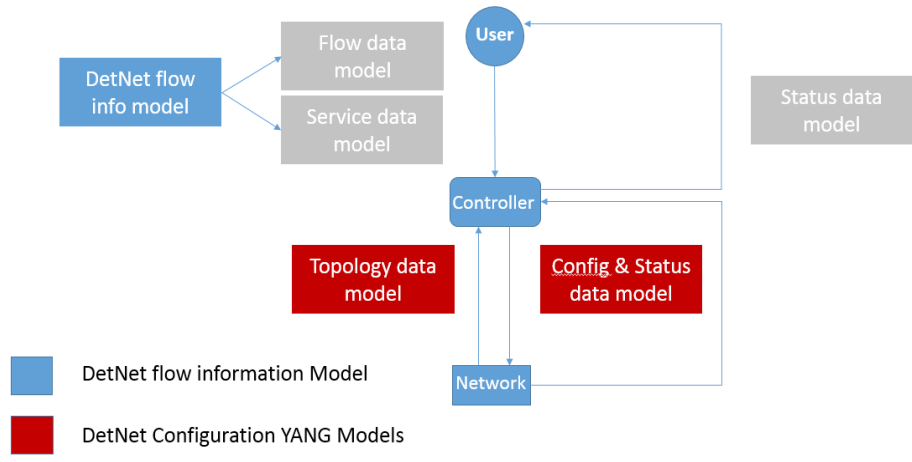 User
Flow data
model
DetNet flow
info model
Service data
model
Status data
model
Controller
Topology data
model
Config & Status
data model
Network
DetNet flow information Model
DetNet Configuration YANG Models